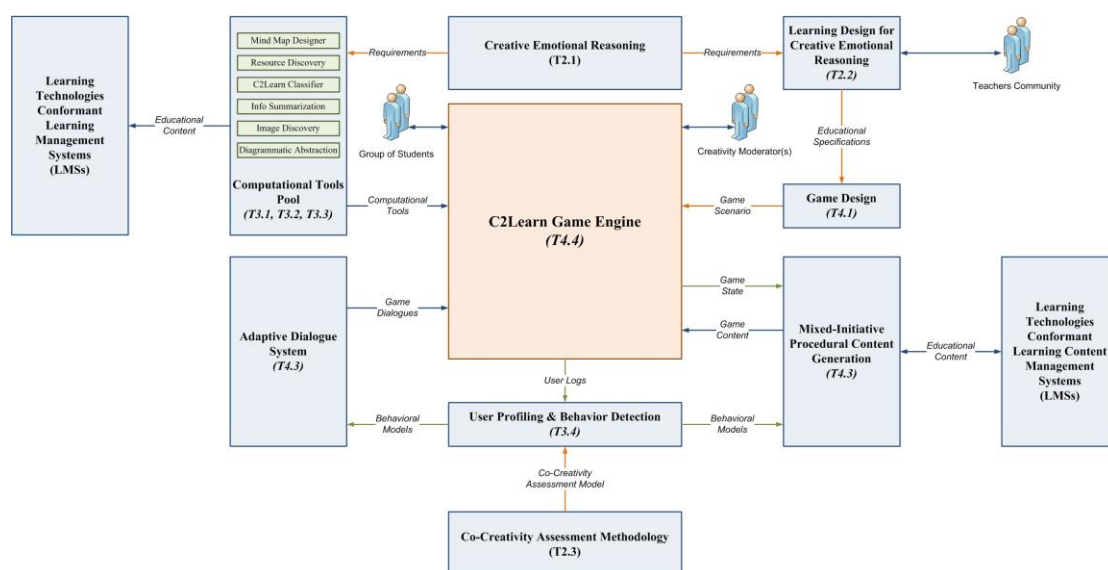 Mind Map Designer
Resource Discovery
C2Learn Classifier
Info Summarization
Image Discovery
Diagrammatic Abstraction
Computational Tools
Pool
(T3.1, T3.2, T3.3)
Requirements
Creative Emotional Reasoning
(T2.1)
Requirements
Learning Design for
Creative Emotional
Reasoning
(T2.2)
Teachers Community
Learning
Technologies
Conformant
Learning
Management
Systems
(LMSs)
Educational
Content
Group of Students
Creativity Moderator(s)
Educational
Specifications
Computational
Tools
C2Learn Game Engine
(T4.4)
Game
Scenario
Game Design
(T4.1)
Adaptive Dialogue
System
(T4.3)
Game
Dialogues
Game
State
Game
Content
Mixed-Initiative
Procedural Content
Generation
(T4.3)
Educational
Content
Learning
Technologies
Conformant
Learning Content
Management
Systems
(LMSs)
User Logs
Behavioral
Models
User Profiling & Behavior Detection
(T3.4)
Behavioral
Models
Co-Creativity
Assessment Model
Co-Creativity Assessment Methodology
(T2.3)